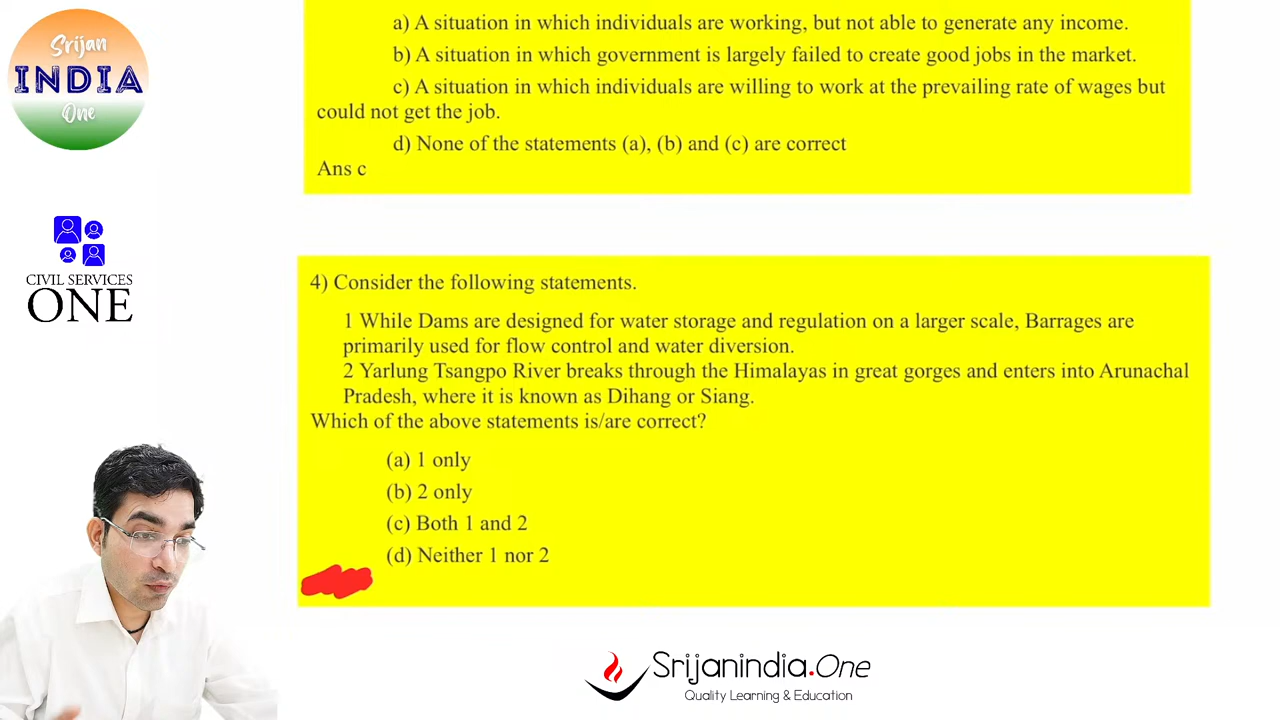 Srijan
INDIA
One
a) A situation in which individuals are working, but not able to generate any income.
b) A situation in which government is largely failed to create good jobs in the market.
c) A situation in which individuals are willing to work at the prevailing rate of wages but
could not get the job.
d) None of the statements (a), (b) and (c) are correct
Ans c
CIVIL SERVICES
ONE
4) Consider the following statements.
1 While Dams are designed for water storage and regulation on a larger scale, Barrages are
primarily used for flow control and water diversion.
2 Yarlung Tsangpo River breaks through the Himalayas in great gorges and enters into Arunachal
Pradesh, where it is known as Dihang or Siang.
Which of the above statements is/are correct?
(a) 1 only
(b) 2 only
(c) Both 1 and 2
(d) Neither 1 nor 2
Srijanindia.One
Quality Learning & Education